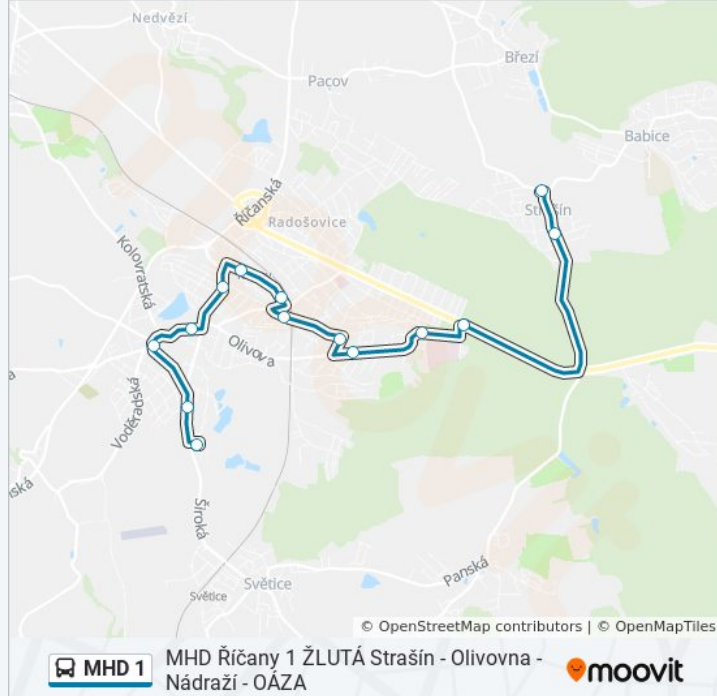 Nedvězí
Březí
Pacov
Babice
Říčanská
Radošovice
Strašín
Kolovratská
Olivova
Voděradská
Široká
Panská
Světice
Světice
© OpenStreetMap contributors | © OpenMapTiles
MHD 1
MHD Říčany 1 ŽLUTÁ Strašín - Olivovna -
Nádraží - OÁZA
moovit